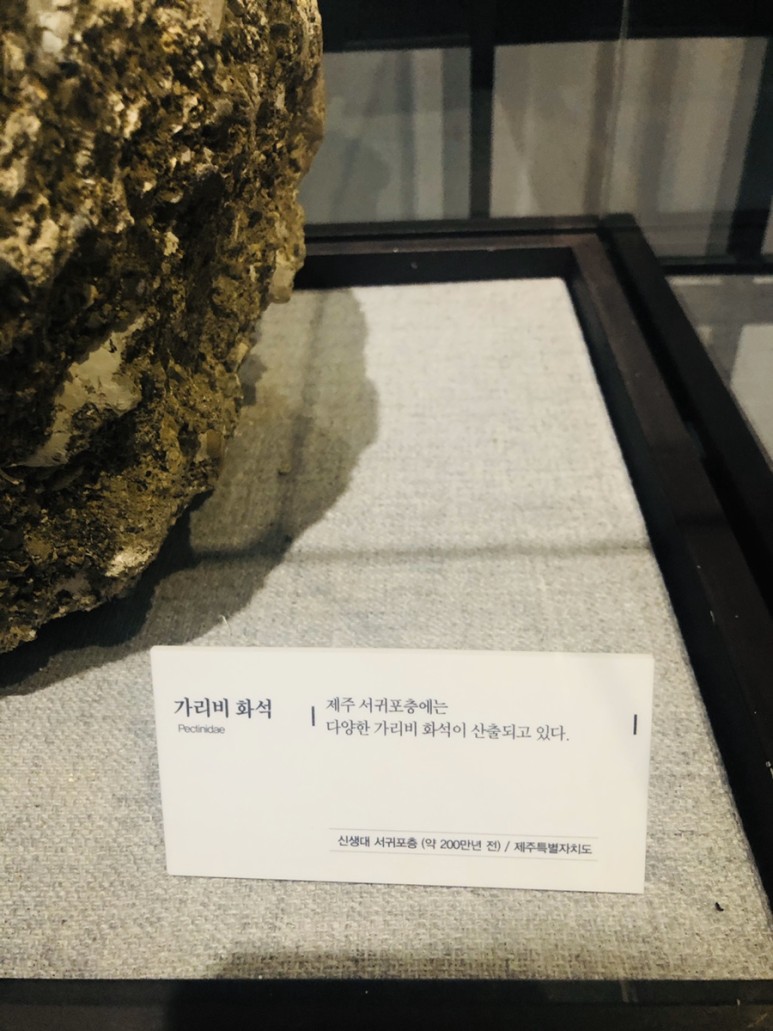 가리비 화석
Pectinidae
제주 서귀포층에는
다양한 가리비 화석이 산출되고 있다.
신생대 서귀포층 (약 200만년 전) / 제주특별자치도